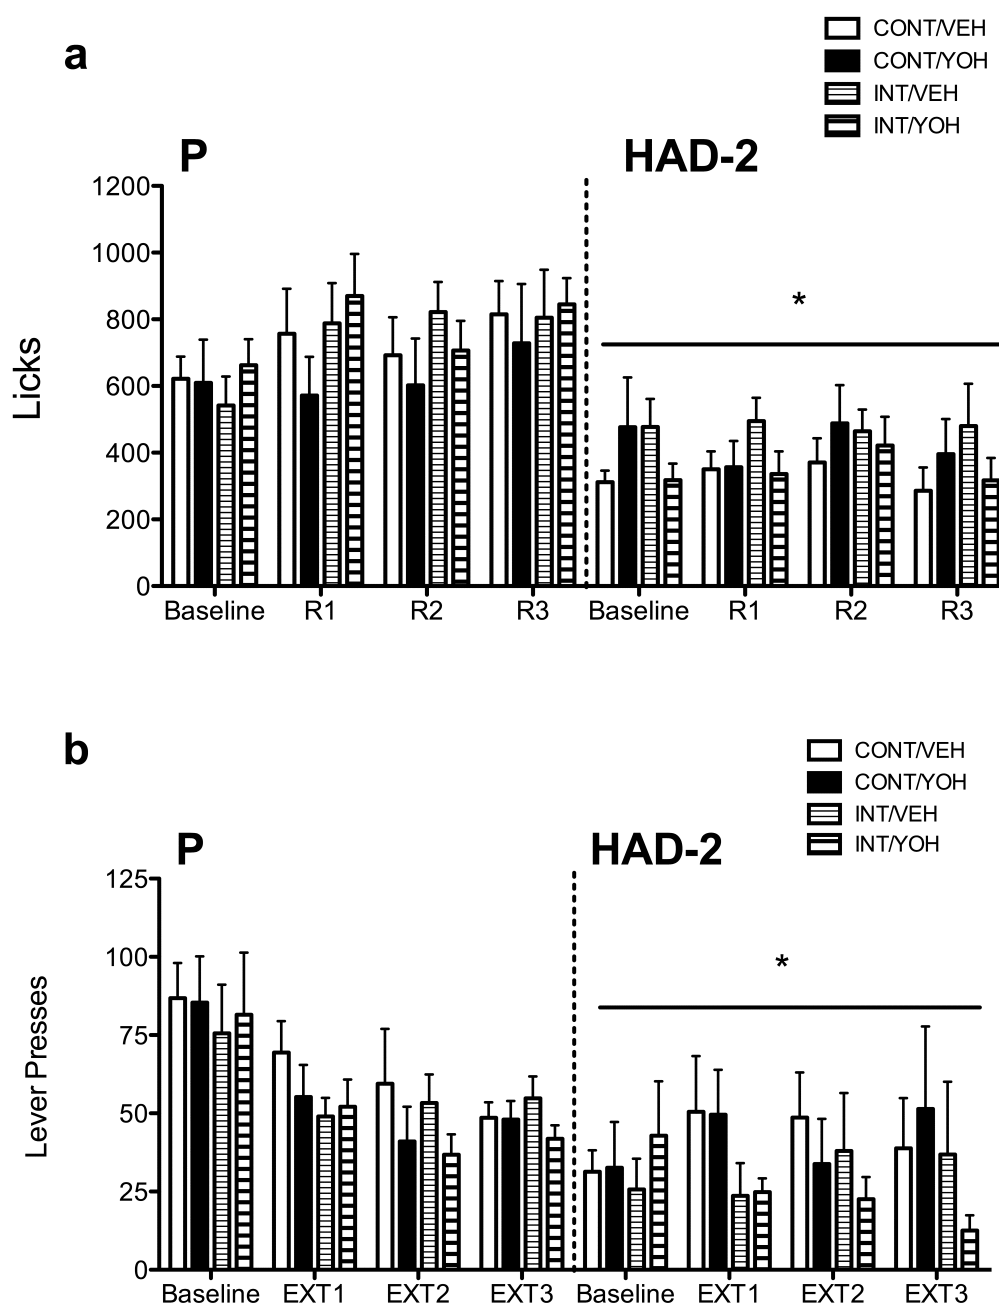 a
CONT/VEH
CONT/YOH
INT/VEH
INT/YOH
P
HAD-2
1200
1000
800
600
400
200
0
Licks
*
Baseline R1 R2 R3 Baseline R1 R2 R3
b
CONT/VEH
CONT/YOH
INT/VEH
INT/YOH
P
HAD-2
125
100
75
50
25
0
Lever Presses
*
Baseline EXT1 EXT2 EXT3 Baseline EXT1 EXT2 EXT3